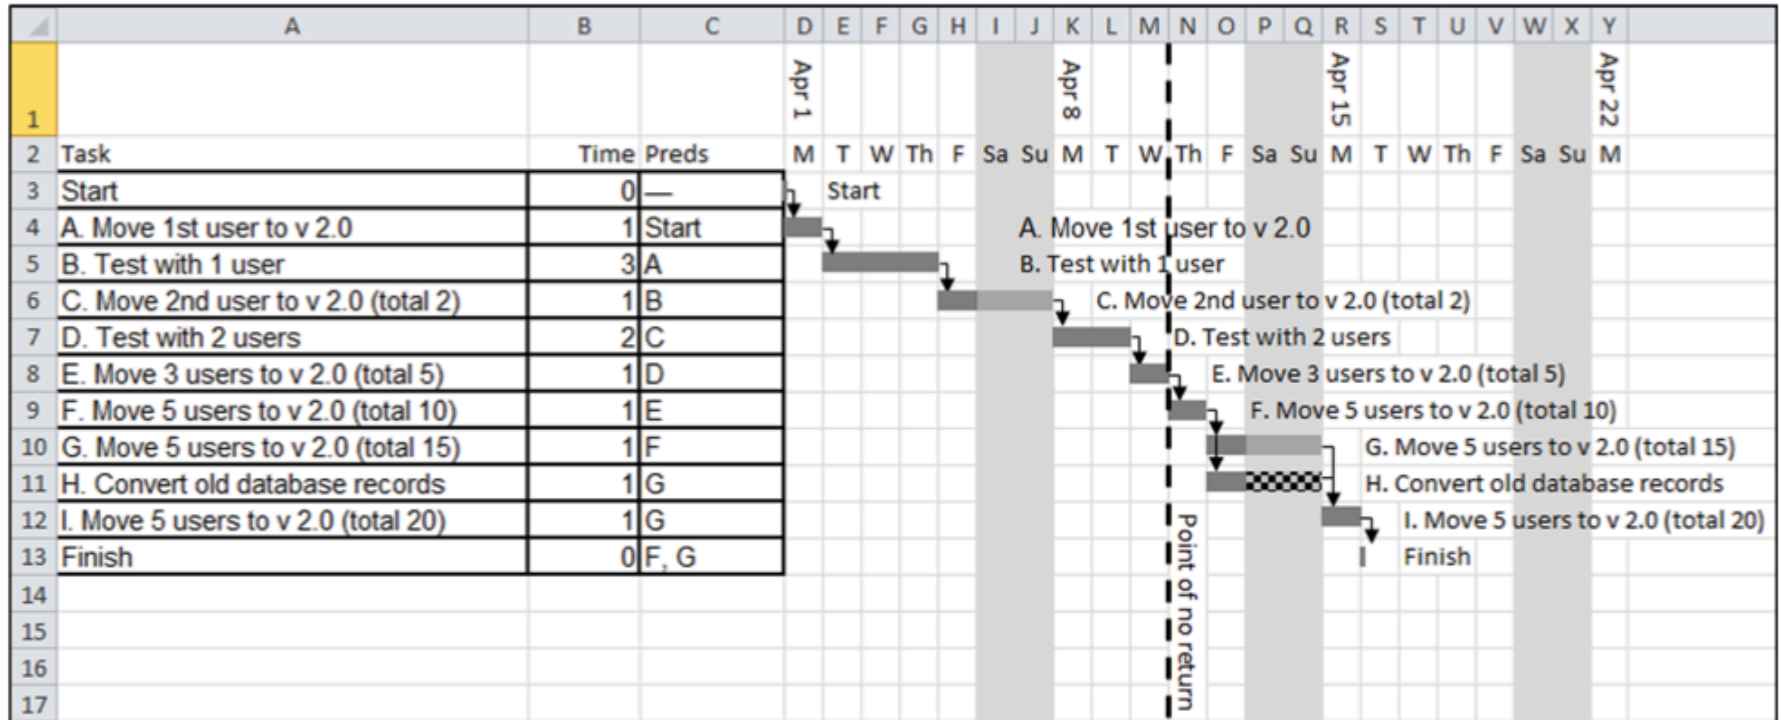 A B C D E F G H I J K L M N O P Q R S T U V W X Y
1 Apr 1 Apr 8 Apr 15 Apr 22
2 Task Time Preds M T W Th F Sa Su M T W Th F Sa Su M T W Th F Sa Su M
3 Start 0 — Start
4 A. Move 1st user to v 2.0 1 Start A. Move 1st user to v 2.0
5 B. Test with 1 user 3 A B. Test with 1 user
6 C. Move 2nd user to v 2.0 (total 2) 1 B C. Move 2nd user to v 2.0 (total 2)
7 D. Test with 2 users 2 C D. Test with 2 users
8 E. Move 3 users to v 2.0 (total 5) 1 D E. Move 3 users to v 2.0 (total 5)
9 F. Move 5 users to v 2.0 (total 10) 1 E F. Move 5 users to v 2.0 (total 10)
10 G. Move 5 users to v 2.0 (total 15) 1 F G. Move 5 users to v 2.0 (total 15)
11 H. Convert old database records 1 G H. Convert old database records
12 I. Move 5 users to v 2.0 (total 20) 1 G I. Move 5 users to v 2.0 (total 20)
13 Finish 0 F, G Finish
14
15
16
17
Point of no return